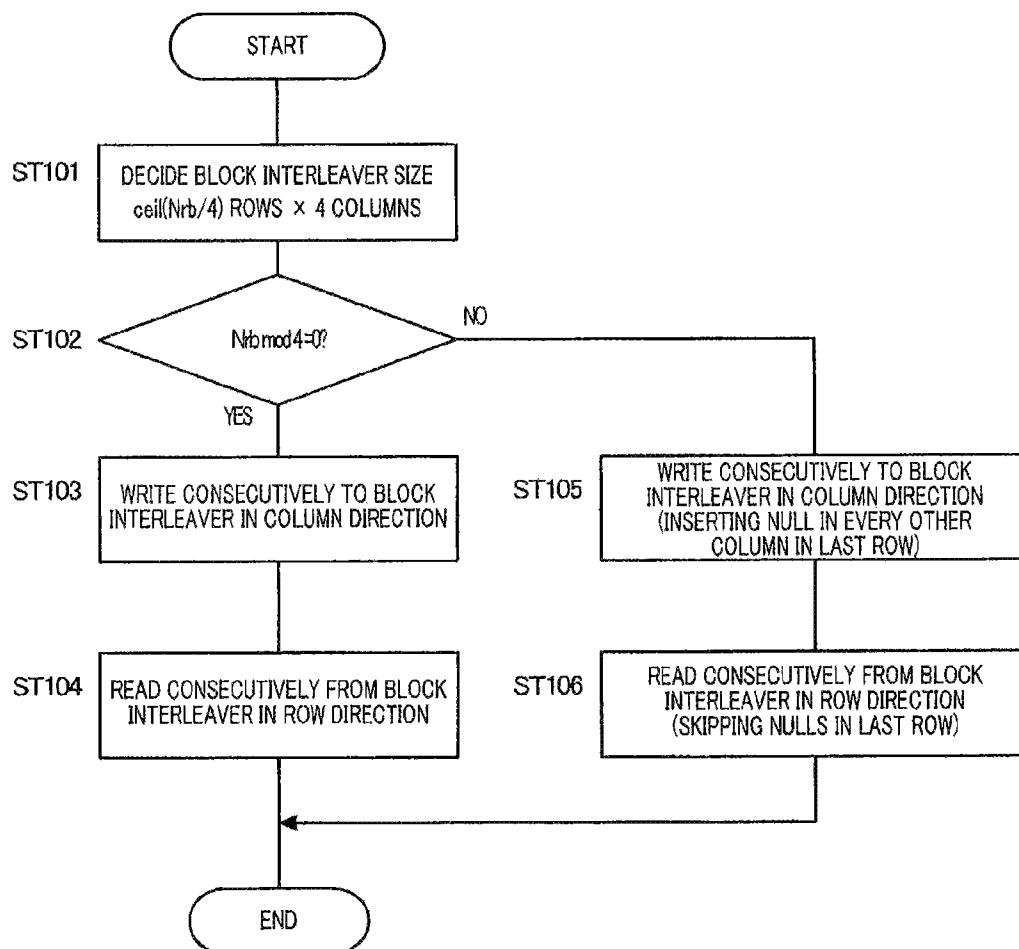 START
ST101
DECIDE BLOCK INTERLEAVER SIZE
ceil(Nrb/4) ROWS × 4 COLUMNS
ST102
Nrb mod 4=0?
NO
YES
ST103
WRITE CONSECUTIVELY TO BLOCK
INTERLEAVER IN COLUMN DIRECTION
ST105
WRITE CONSECUTIVELY TO BLOCK
INTERLEAVER IN COLUMN DIRECTION
(INSERTING NULL IN EVERY OTHER
COLUMN IN LAST ROW)
ST104
READ CONSECUTIVELY FROM BLOCK
INTERLEAVER IN ROW DIRECTION
ST106
READ CONSECUTIVELY FROM BLOCK
INTERLEAVER IN ROW DIRECTION
(SKIPPING NULLS IN LAST ROW)
END